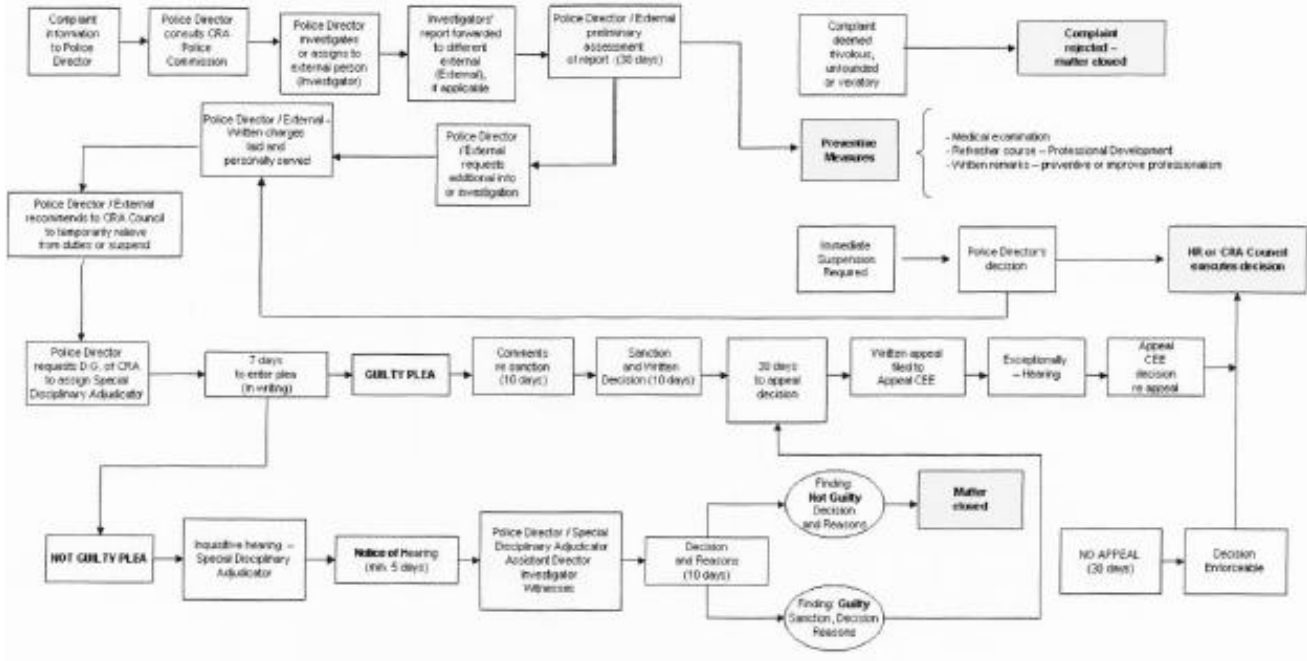 Complaint
information
to Police
Director
Police Director
consults CRA
Police
Commission
Police Director
investigates
or assigns to
external person
(Investigator)
Investigators'
report forwarded
to different
external
(External),
if applicable
Police Director / External
preliminary
assessment
of report (30 days)
Complaint
deemed
frivolous,
unfounded
or vexatory
Complaint
rejected –
matter closed
Police Director / External -
Written charges
laid and
personally served
Police Director
/ External
requests
additional info
or investigation
Preventive
Measures
- Medical examination
- Refresher course – Professional Development
- Written remarks – preventive or improve professionalism
Police Director / External
recommends to CRA Council
to temporarily relieve
from duties or suspend
Immediate
Suspension
Required
Police Director's
decision
HR or CRA Council
executes decision
Police Director
requests D.G. of CRA
to assign Special
Disciplinary Adjudicator
7 days
to enter plea
(in writing)
GUILTY PLEA
Comments
re sanction
(10 days)
Sanction
and Written
Decision (10 days)
30 days
to appeal
decision
Written appeal
filed to
Appeal CEE
Exceptionally
– Hearing
Appeal
CEE
decision
re appeal
NOT GUILTY PLEA
Inquisitive hearing –
Special Disciplinary
Adjudicator
Notice of Hearing
(min. 5 days)
Police Director / Special
Disciplinary Adjudicator
Assistant Director
Investigator
Witnesses
Decision
and Reasons
(10 days)
Finding:
Not Guilty
Decision
and Reasons
Matter
closed
Finding: Guilty
Sanction, Decision
Reasons
NO APPEAL
(30 days)
Decision
Enforceable